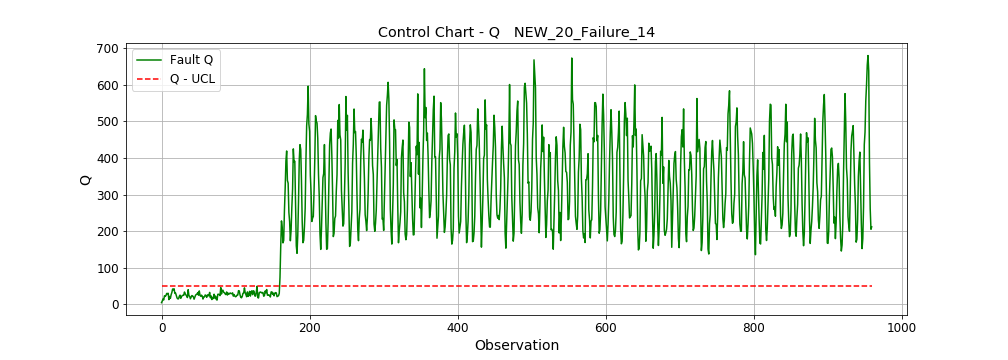 Control Chart - Q   NEW_20_Failure_14
Fault Q
Q - UCL
700
600
500
400
300
200
100
0
Q
0 200 400 600 800 1000
Observation